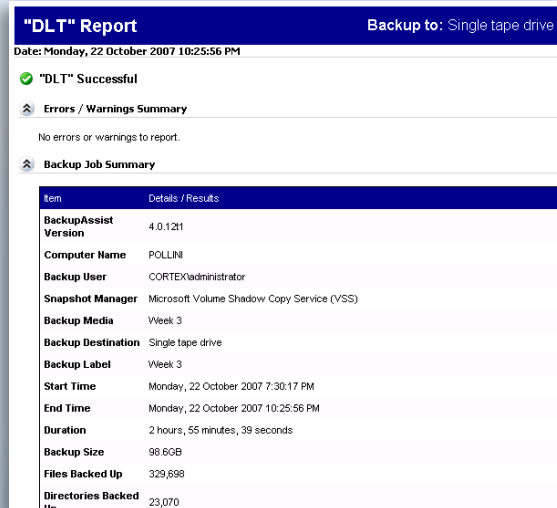 "DLT" Report Backup to: Single tape drive
Date: Monday, 22 October 2007 10:25:56 PM
"DLT" Successful
Errors / Warnings Summary
No errors or warnings to report.
Backup Job Summary
Item Details / Results
BackupAssist
Version 4.0.12t1
Computer Name POLLINI
Backup User CORTEX\administrator
Snapshot Manager Microsoft Volume Shadow Copy Service (VSS)
Backup Media Week 3
Backup Destination Single tape drive
Backup Label Week 3
Start Time Monday, 22 October 2007 7:30:17 PM
End Time Monday, 22 October 2007 10:25:56 PM
Duration 2 hours, 55 minutes, 39 seconds
Backup Size 98.6GB
Files Backed Up 329,698
Directories Backed
Up 23,070